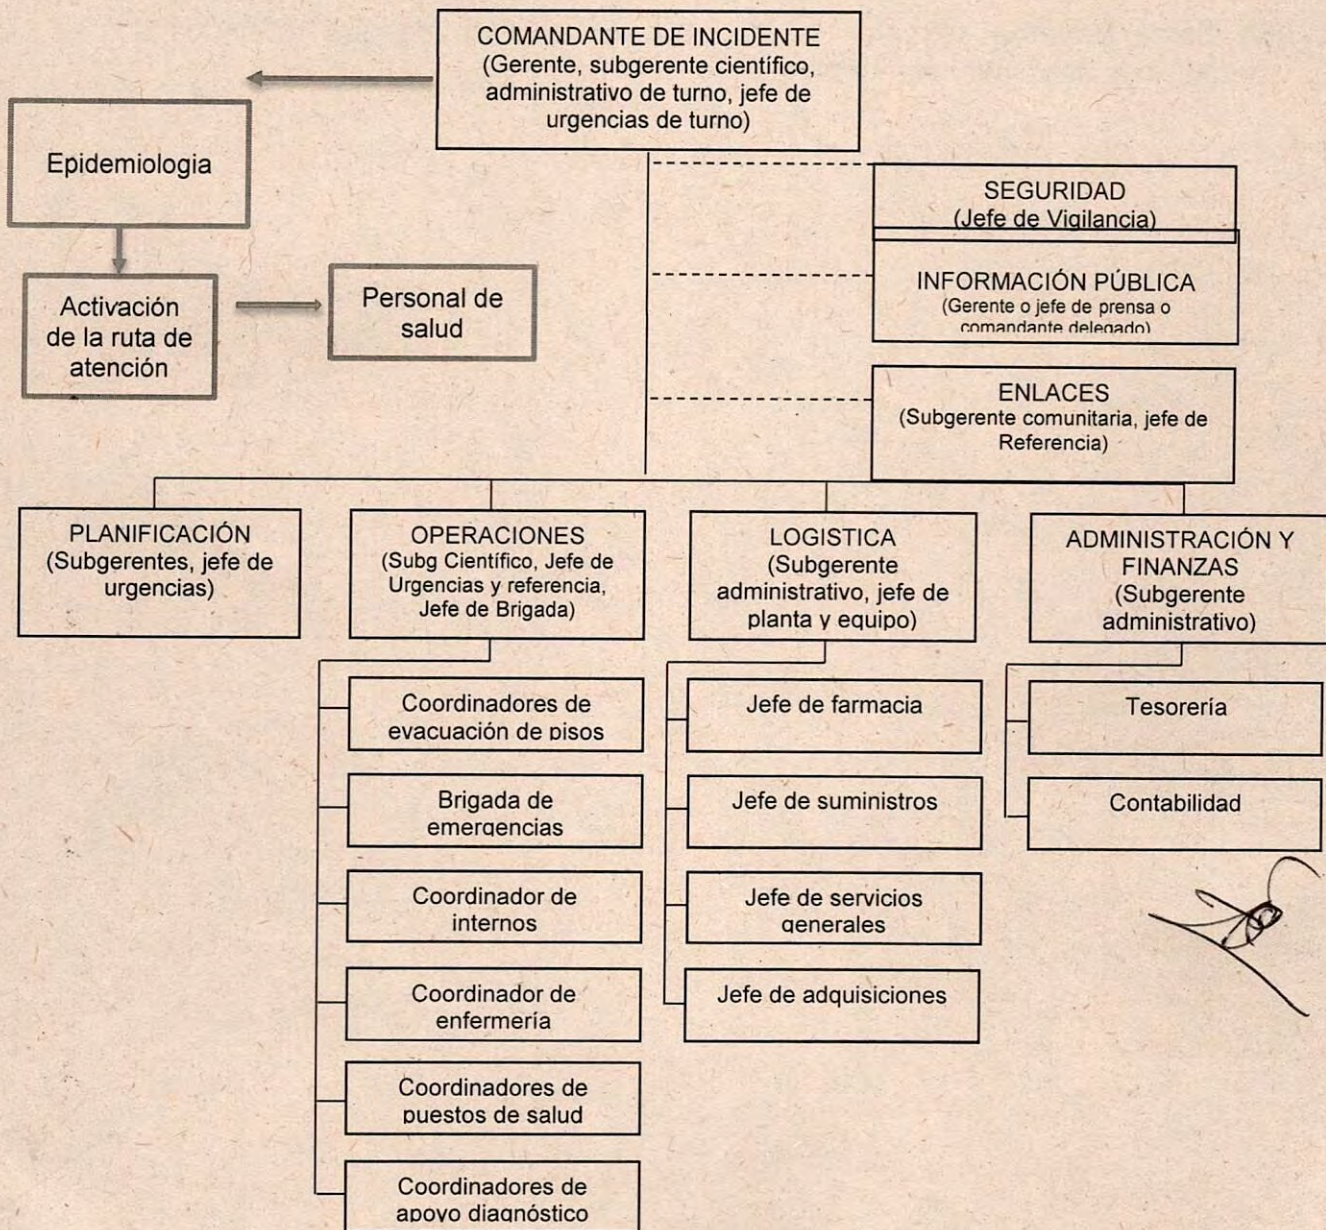 COMANDANTE DE INCIDENTE
(Gerente, subgerente científico,
administrativo de turno, jefe de
urgencias de turno)
Epidemiologia
Activación
de la ruta de
atención
Personal de
salud
SEGURIDAD
(Jefe de Vigilancia)
INFORMACIÓN PÚBLICA
(Gerente o jefe de prensa o
comandante delegado)
ENLACES
(Subgerente comunitaria, jefe de
Referencia)
PLANIFICACIÓN
(Subgerentes, jefe de
urgencias)
OPERACIONES
(Subg Científico, Jefe de
Urgencias y referencia,
Jefe de Brigada)
LOGISTICA
(Subgerente
administrativo, jefe de
planta y equipo)
ADMINISTRACIÓN Y
FINANZAS
(Subgerente
administrativo)
Coordinadores de
evacuación de pisos
Brigada de
emergencias
Coordinador de
internos
Coordinador de
enfermería
Coordinadores de
puestos de salud
Coordinadores de
apoyo diagnóstico
Jefe de farmacia
Jefe de suministros
Jefe de servicios
generales
Jefe de adquisiciones
Tesorería
Contabilidad